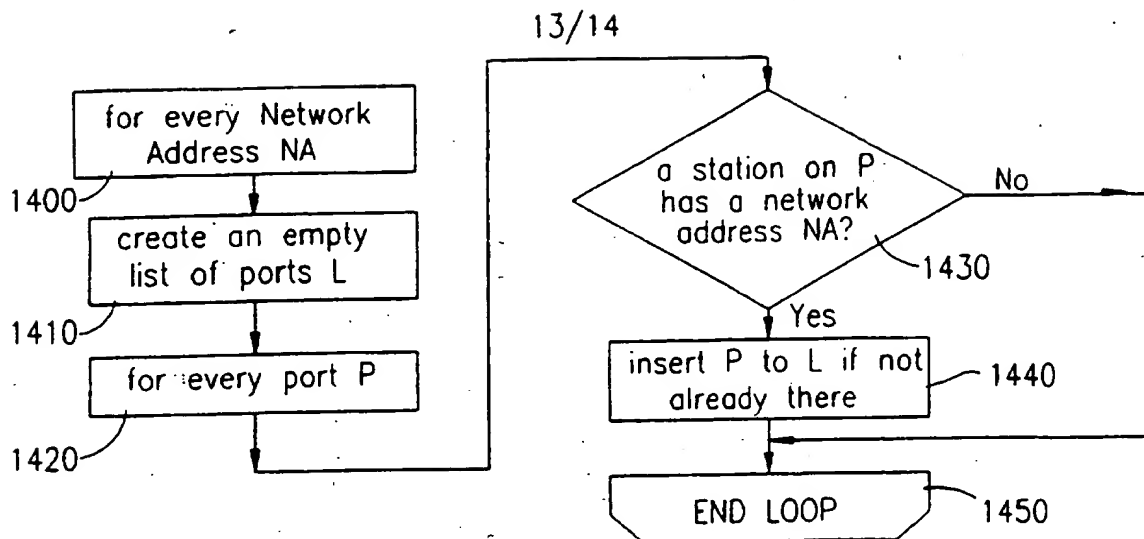 13/14
for every Network
Address NA
1400
create an empty
list of ports L
1410
for every port P
1420
a station on P
has a network
address NA?
No
1430
Yes
insert P to L if not
already there
1440
END LOOP
1450